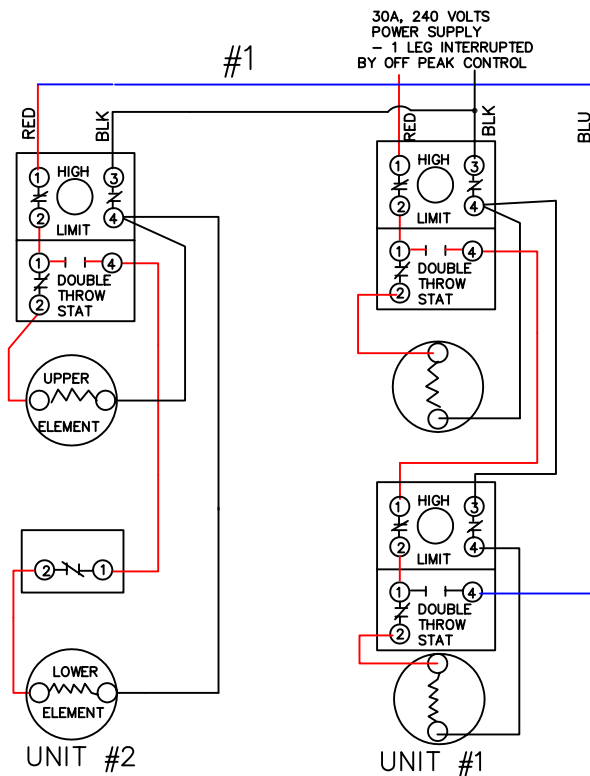 30A, 240 VOLTS
POWER SUPPLY
– 1 LEG INTERRUPTED
BY OFF PEAK CONTROL
#1
RED
BLK
RED
BLK
BLU
1
HIGH
3
2
LIMIT
4
1
4
DOUBLE
THROW
STAT
2
UPPER
ELEMENT
2
1
LOWER
ELEMENT
UNIT #2
1
HIGH
3
2
LIMIT
4
1
4
DOUBLE
THROW
STAT
2
1
HIGH
3
2
LIMIT
4
1
4
DOUBLE
THROW
STAT
2
UNIT #1